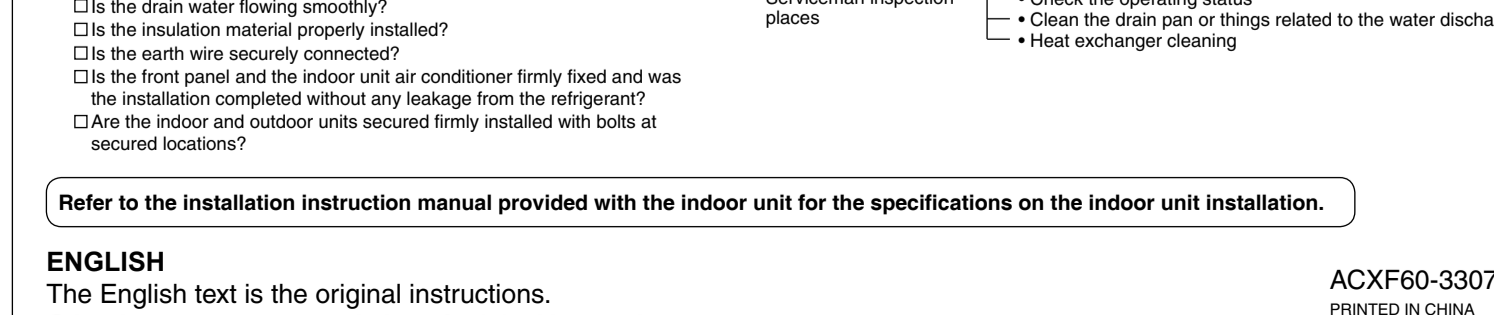 ☐ Is the drain water flowing smoothly?
☐ Is the insulation material properly installed?
☐ Is the earth wire securely connected?
☐ Is the front panel and the indoor unit air conditioner firmly fixed and was
the installation completed without any leakage from the refrigerant?
☐ Are the indoor and outdoor units secured firmly installed with bolts at
secured locations?
Serviceman inspection
places
• Check the operating status
• Clean the drain pan or things related to the water discha
• Heat exchanger cleaning
Refer to the installation instruction manual provided with the indoor unit for the specifications on the indoor unit installation.
ENGLISH
The English text is the original instructions.
ACXF60-3307
PRINTED IN CHINA